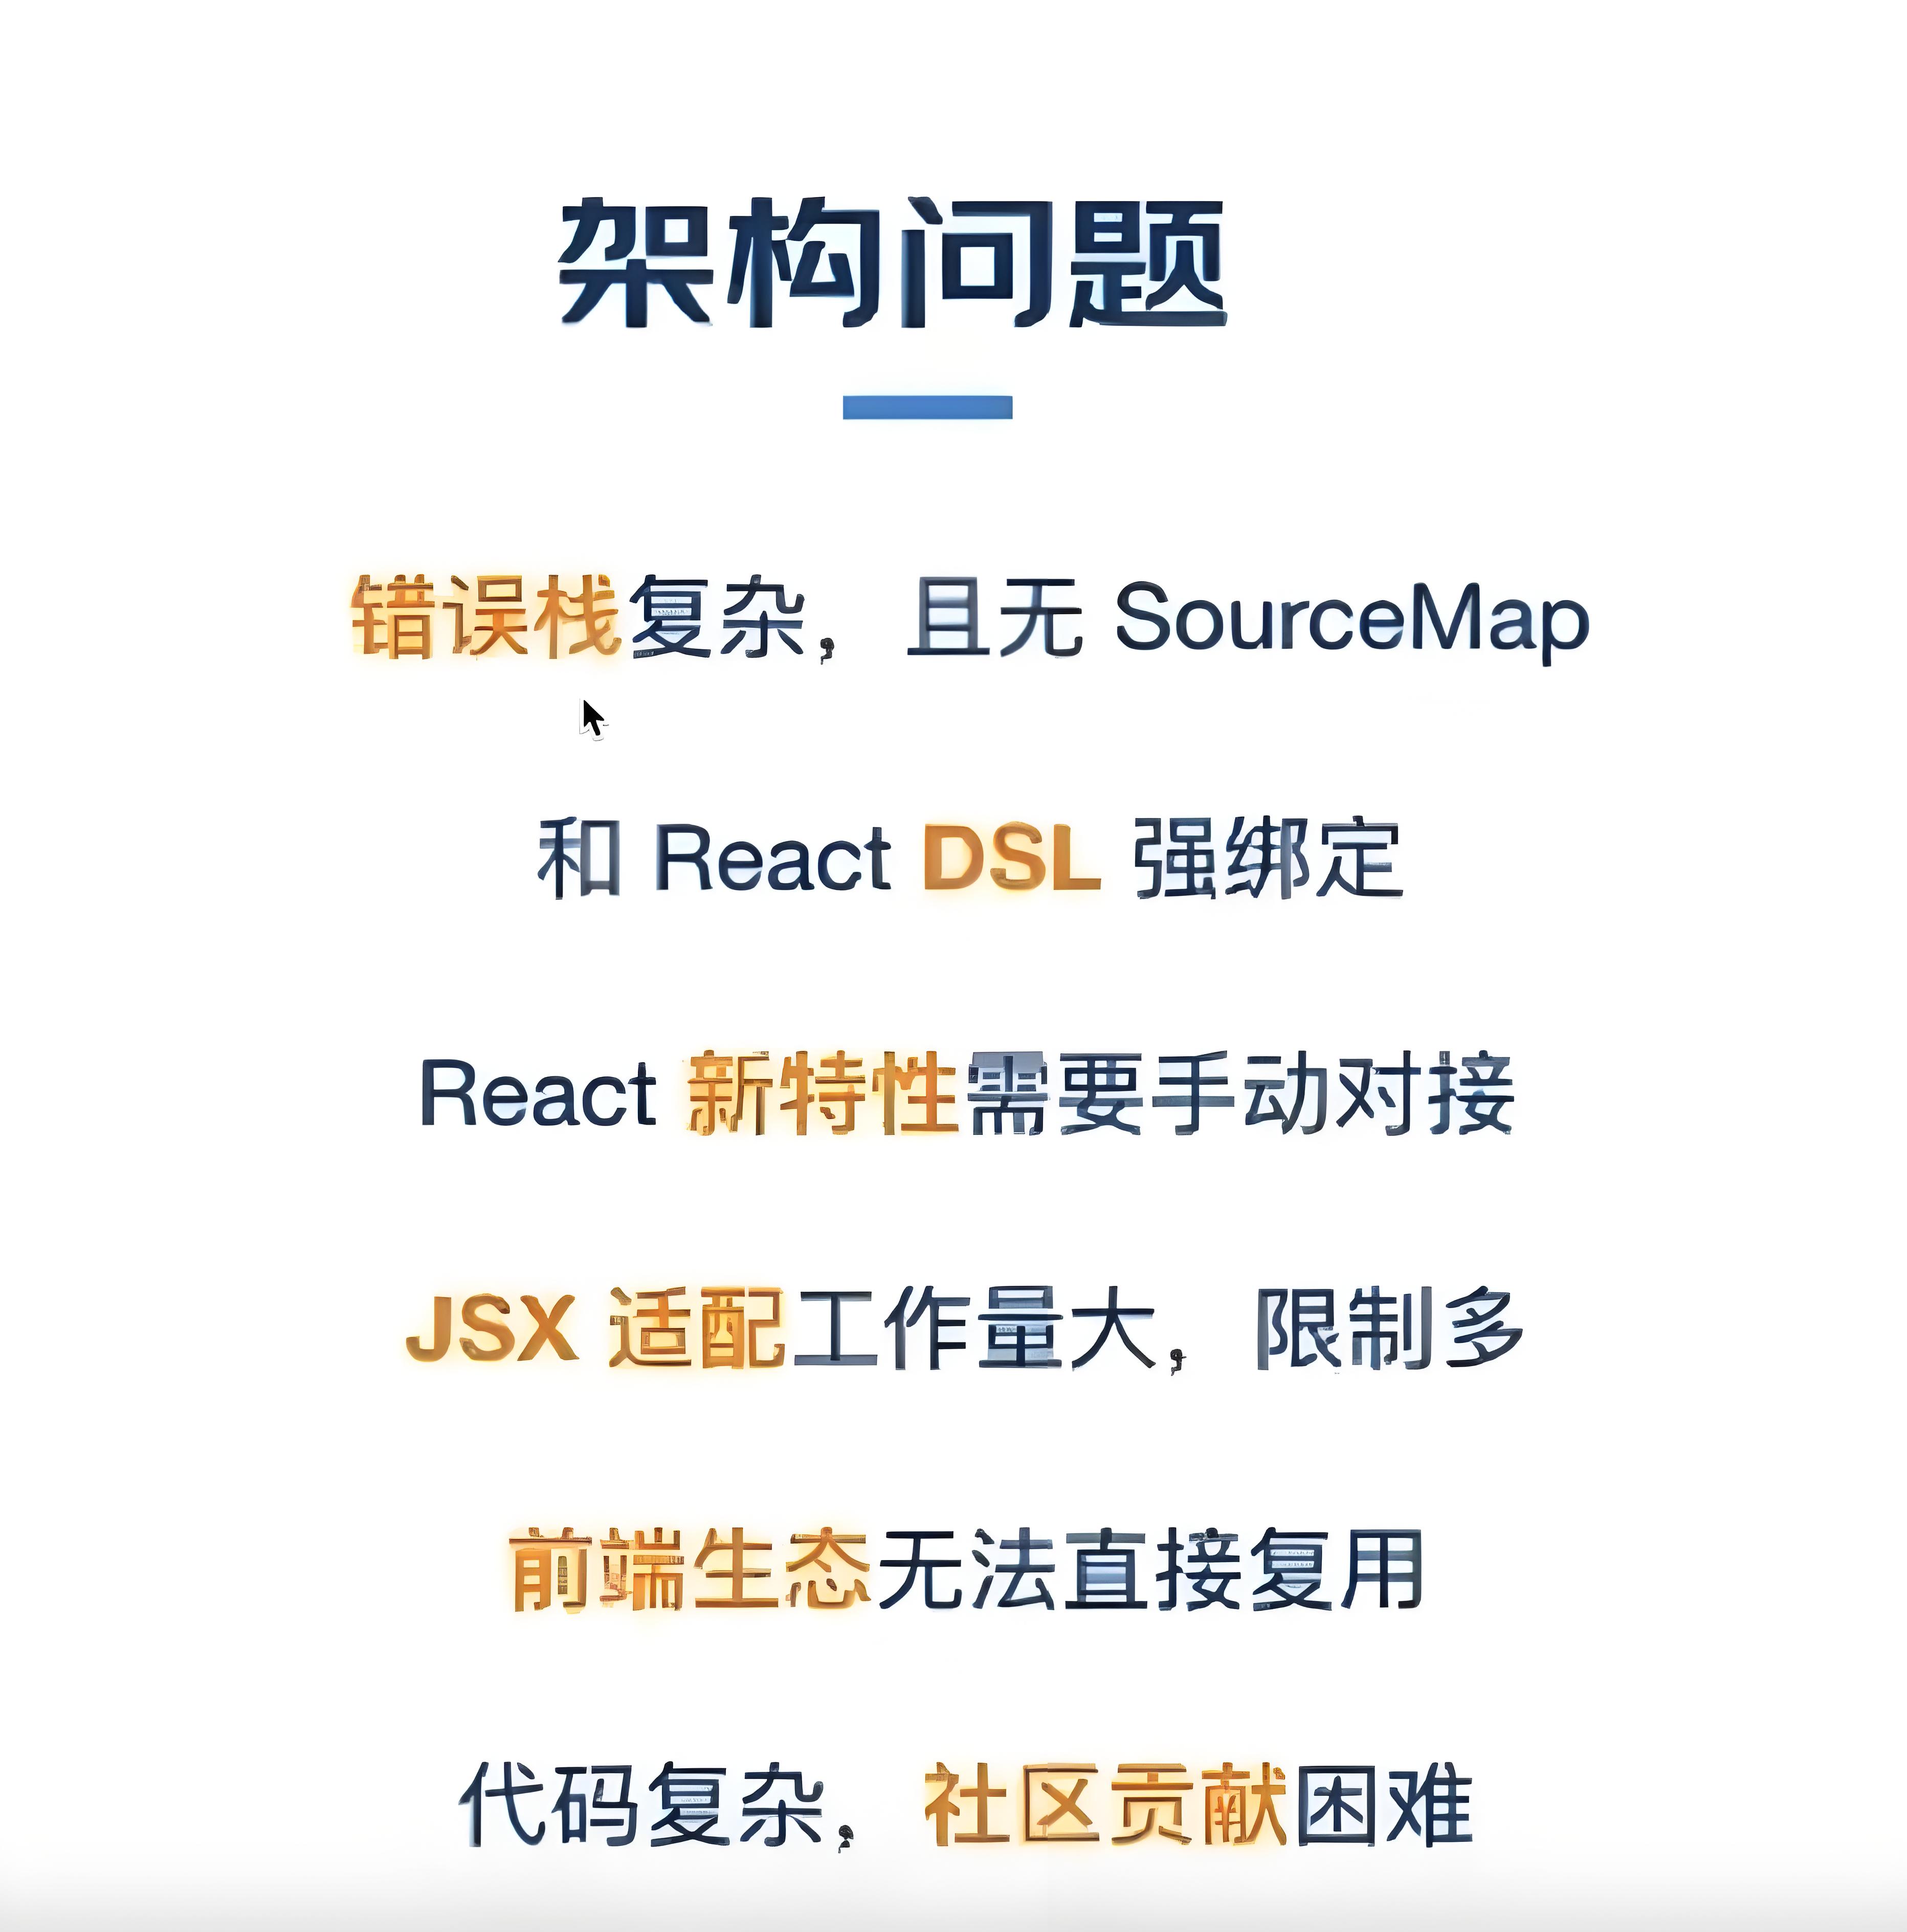 架构问题
错误栈复杂，且无 SourceMap
和 React DSL 强绑定
React 新特性需要手动对接
JSX 适配工作量大，限制多
前端生态无法直接复用
代码复杂，社区贡献困难